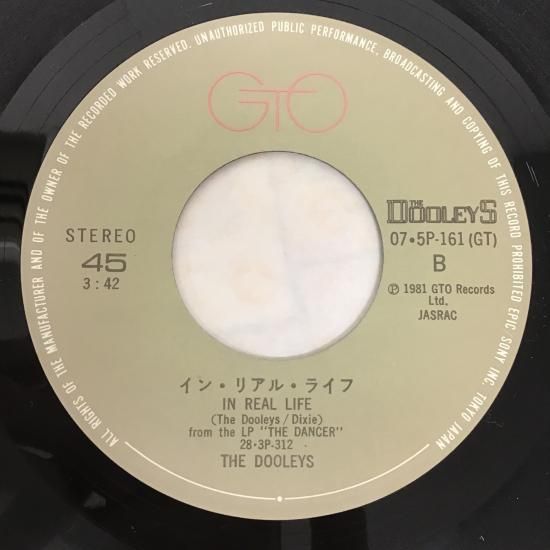 ALL RIGHTS OF THE MANUFACTURER AND OF THE OWNER OF THE RECORDED WORK RESERVED. UNAUTHORIZED PUBLIC PERFORMANCE, BROADCASTING AND COPYING OF THIS RECORD PROHIBITED EPIC/SONY INC. TOKYO JAPAN
GTO
THE DOOLEYS
STEREO
45
3:42
07・5P-161 (GT)
B
℗ 1981 GTO Records
Ltd.
JASRAC
イン・リアル・ライフ
IN REAL LIFE
(The Dooleys/Dixie)
from the LP "THE DANCER"
28・3P-312
THE DOOLEYS